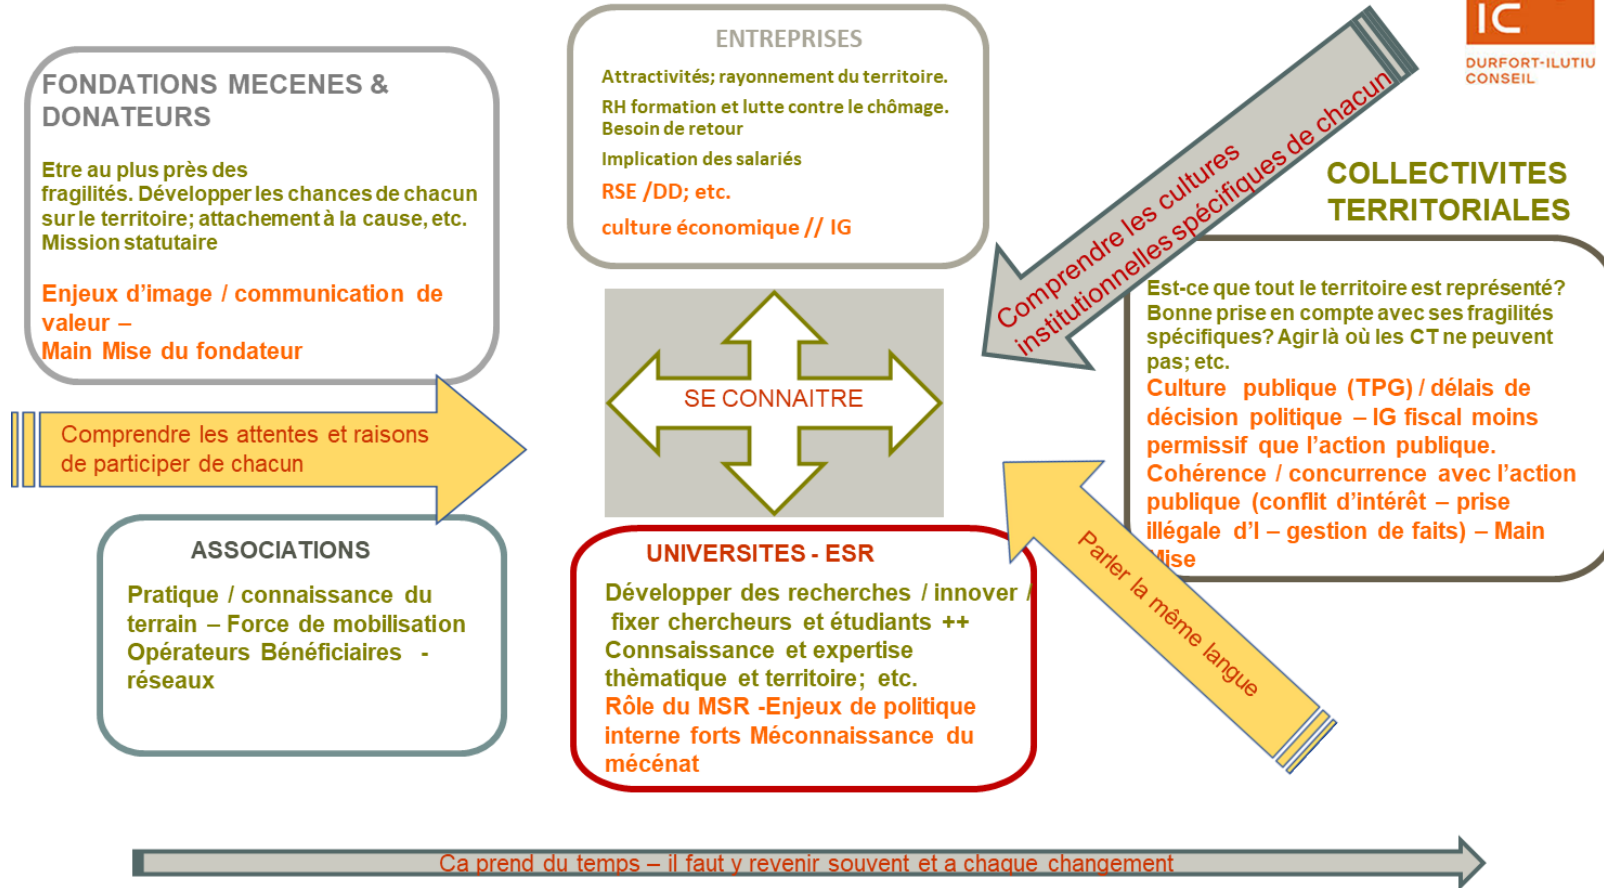 IC
DURFORT-ILUTIU
CONSEIL
FONDATIONS MECENES &
DONATEURS
Etre au plus près des
fragilités. Développer les chances de chacun
sur le territoire; attachement à la cause, etc.
Mission statutaire
Enjeux d'image / communication de
valeur –
Main Mise du fondateur
ENTREPRISES
Attractivités; rayonnement du territoire.
RH formation et lutte contre le chômage.
Besoin de retour
Implication des salariés
RSE /DD; etc.
culture économique // IG
Comprendre les cultures
institutionnelles spécifiques de chacun
COLLECTIVITES
TERRITORIALES
Est-ce que tout le territoire est représenté?
Bonne prise en compte avec ses fragilités
spécifiques? Agir là où les CT ne peuvent
pas; etc.
Culture publique (TPG) / délais de
décision politique – IG fiscal moins
permissif que l'action publique.
Cohérence / concurrence avec l'action
publique (conflit d'intérêt – prise
illégale d'I – gestion de faits) – Main
Mise
SE CONNAITRE
Comprendre les attentes et raisons
de participer de chacun
ASSOCIATIONS
Pratique / connaissance du
terrain – Force de mobilisation
Opérateurs Bénéficiaires -
réseaux
UNIVERSITES - ESR
Développer des recherches / innover /
fixer chercheurs et étudiants ++
Connsaissance et expertise
thèmatique et territoire; etc.
Rôle du MSR -Enjeux de politique
interne forts Méconnaissance du
mécénat
Parler la même langue
Ca prend du temps – il faut y revenir souvent et a chaque changement